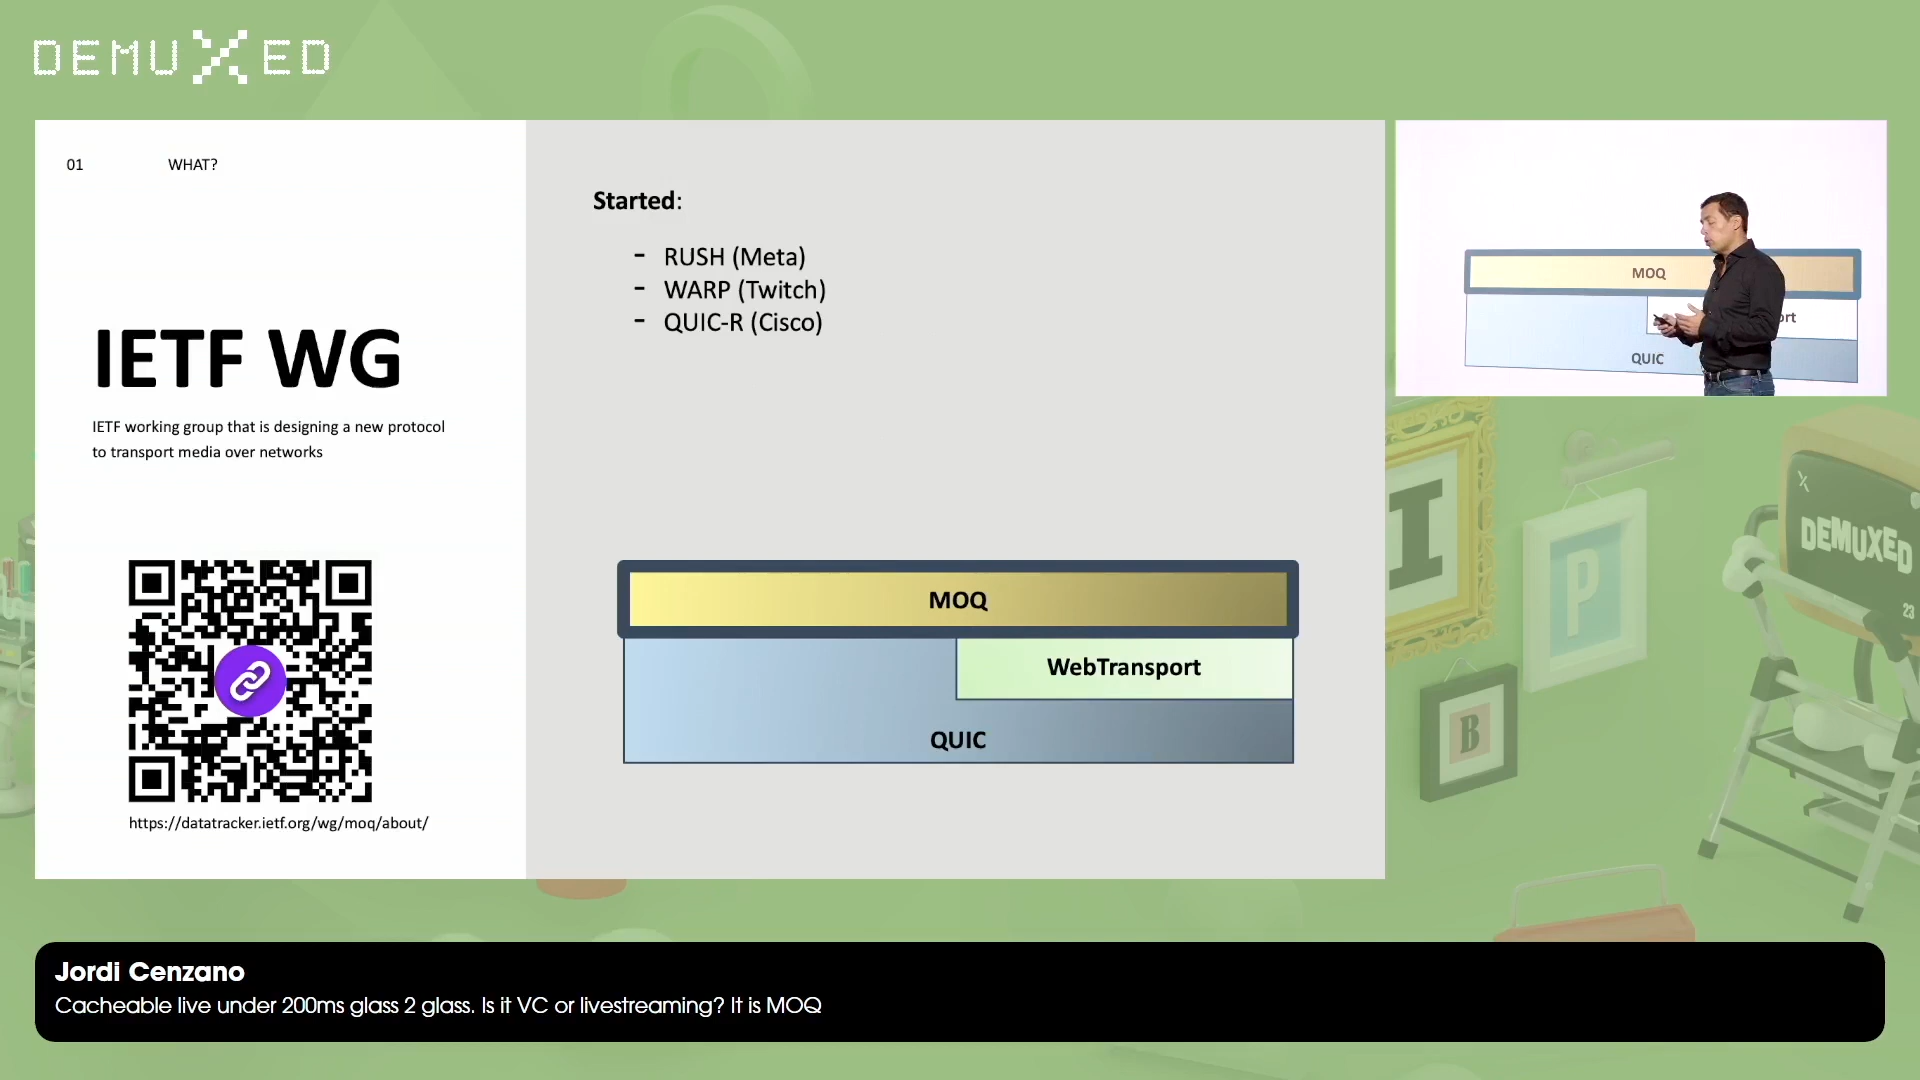 DEMUXED
01 WHAT?
IETF WG
IETF working group that is designing a new protocol
to transport media over networks
https://datatracker.ietf.org/wg/moq/about/
Started:
- RUSH (Meta)
- WARP (Twitch)
- QUIC-R (Cisco)
MOQ
WebTransport
QUIC
MOQ
ort
QUIC
I
P
B
DEMUXED
23
Jordi Cenzano
Cacheable live under 200ms glass 2 glass. Is it VC or livestreaming? It is MOQ